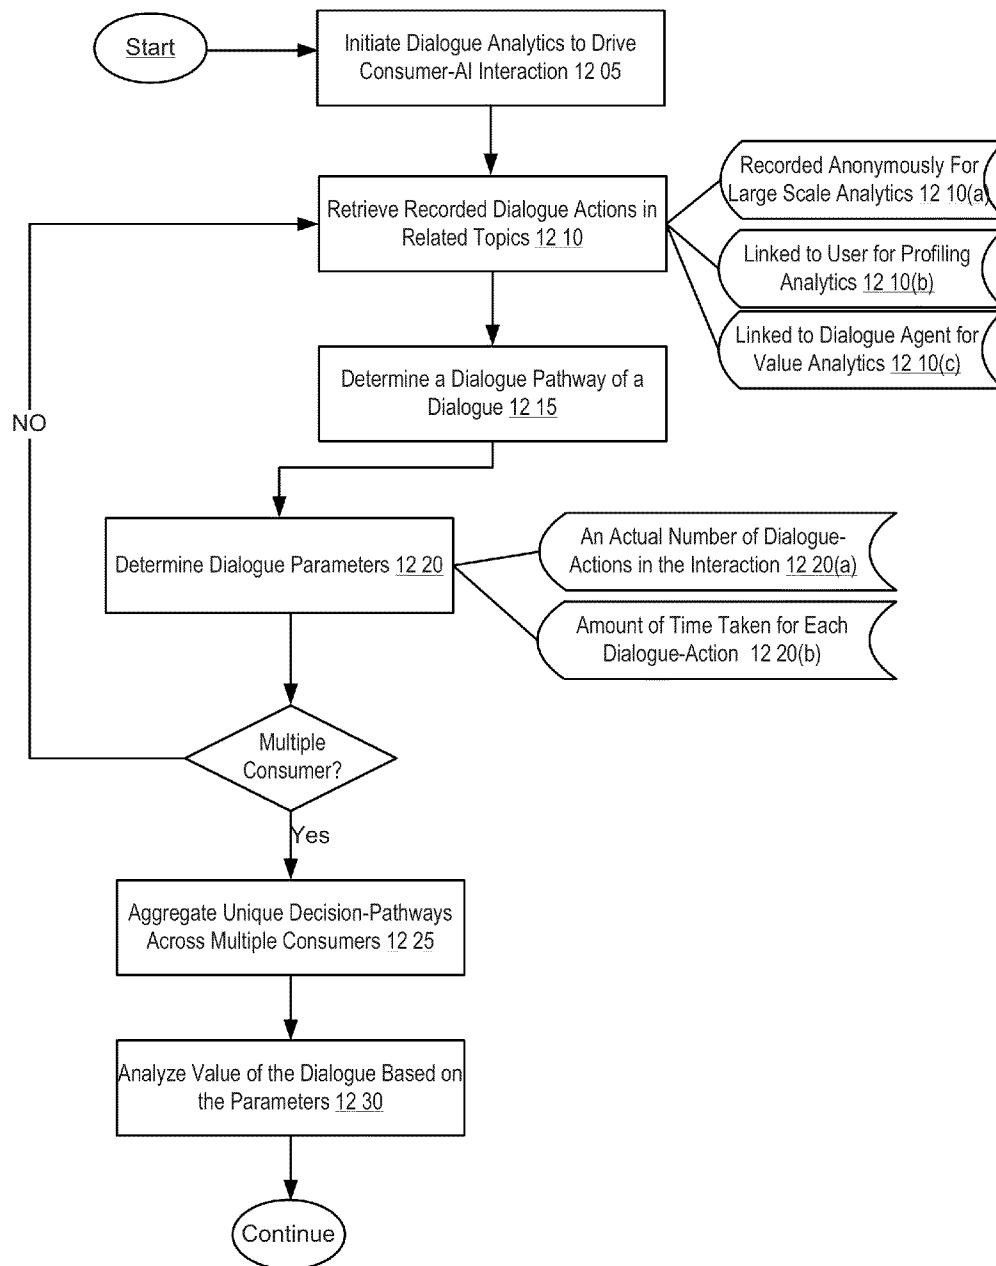 Start
Initiate Dialogue Analytics to Drive
Consumer-AI Interaction 12 05
Retrieve Recorded Dialogue Actions in
Related Topics 12 10
Recorded Anonymously For
Large Scale Analytics 12 10(a)
Linked to User for Profiling
Analytics 12 10(b)
Linked to Dialogue Agent for
Value Analytics 12 10(c)
Determine a Dialogue Pathway of a
Dialogue 12 15
NO
Determine Dialogue Parameters 12 20
An Actual Number of Dialogue-
Actions in the Interaction 12 20(a)
Amount of Time Taken for Each
Dialogue-Action 12 20(b)
Multiple
Consumer?
Yes
Aggregate Unique Decision-Pathways
Across Multiple Consumers 12 25
Analyze Value of the Dialogue Based on
the Parameters 12 30
Continue